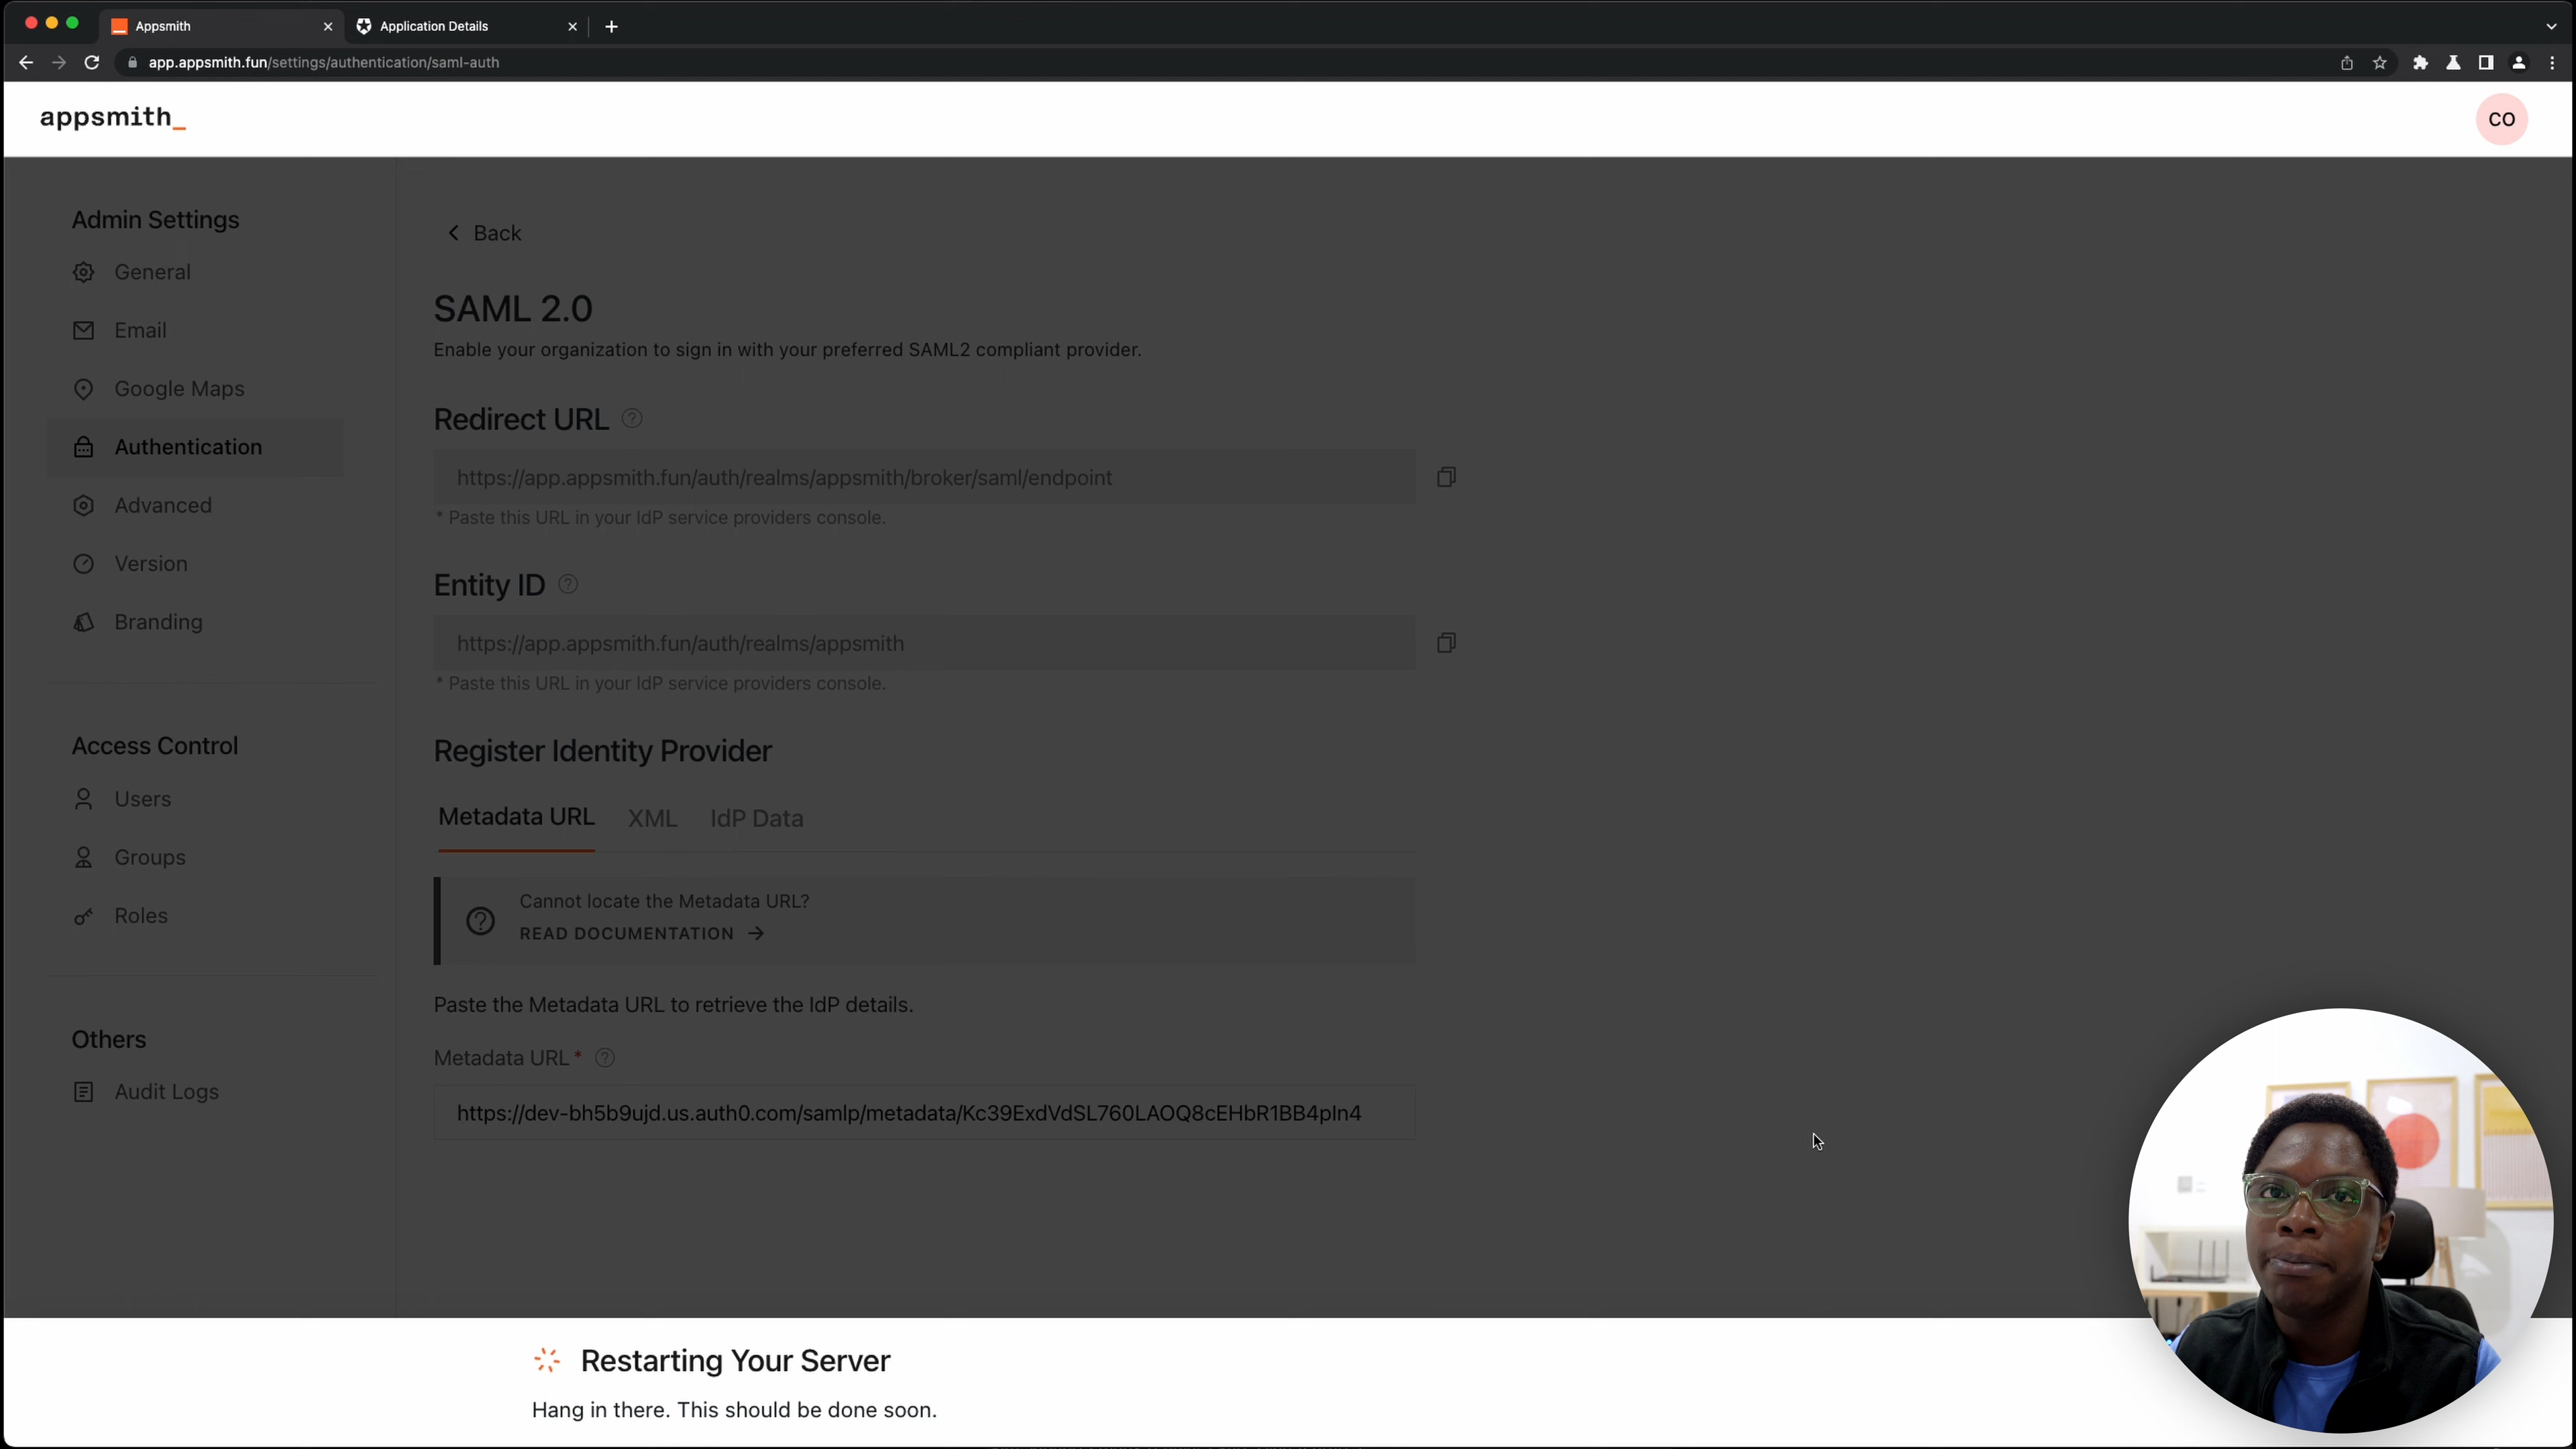 Appsmith
Application Details
app.appsmith.fun/settings/authentication/saml-auth
appsmith_
CO
Admin Settings
General
Email
Google Maps
Authentication
Advanced
Version
Branding
Access Control
Users
Groups
Roles
Others
Audit Logs
Back
SAML 2.0
Enable your organization to sign in with your preferred SAML2 compliant provider.
Redirect URL
https://app.appsmith.fun/auth/realms/appsmith/broker/saml/endpoint
* Paste this URL in your IdP service providers console.
Entity ID
https://app.appsmith.fun/auth/realms/appsmith
* Paste this URL in your IdP service providers console.
Register Identity Provider
Metadata URL XML IdP Data
Cannot locate the Metadata URL?
READ DOCUMENTATION
Paste the Metadata URL to retrieve the IdP details.
Metadata URL*
https://dev-bh5b9ujd.us.auth0.com/samlp/metadata/Kc39ExdVdSL760LAOQ8cEHbR1BB4pIn4
Restarting Your Server
Hang in there. This should be done soon.